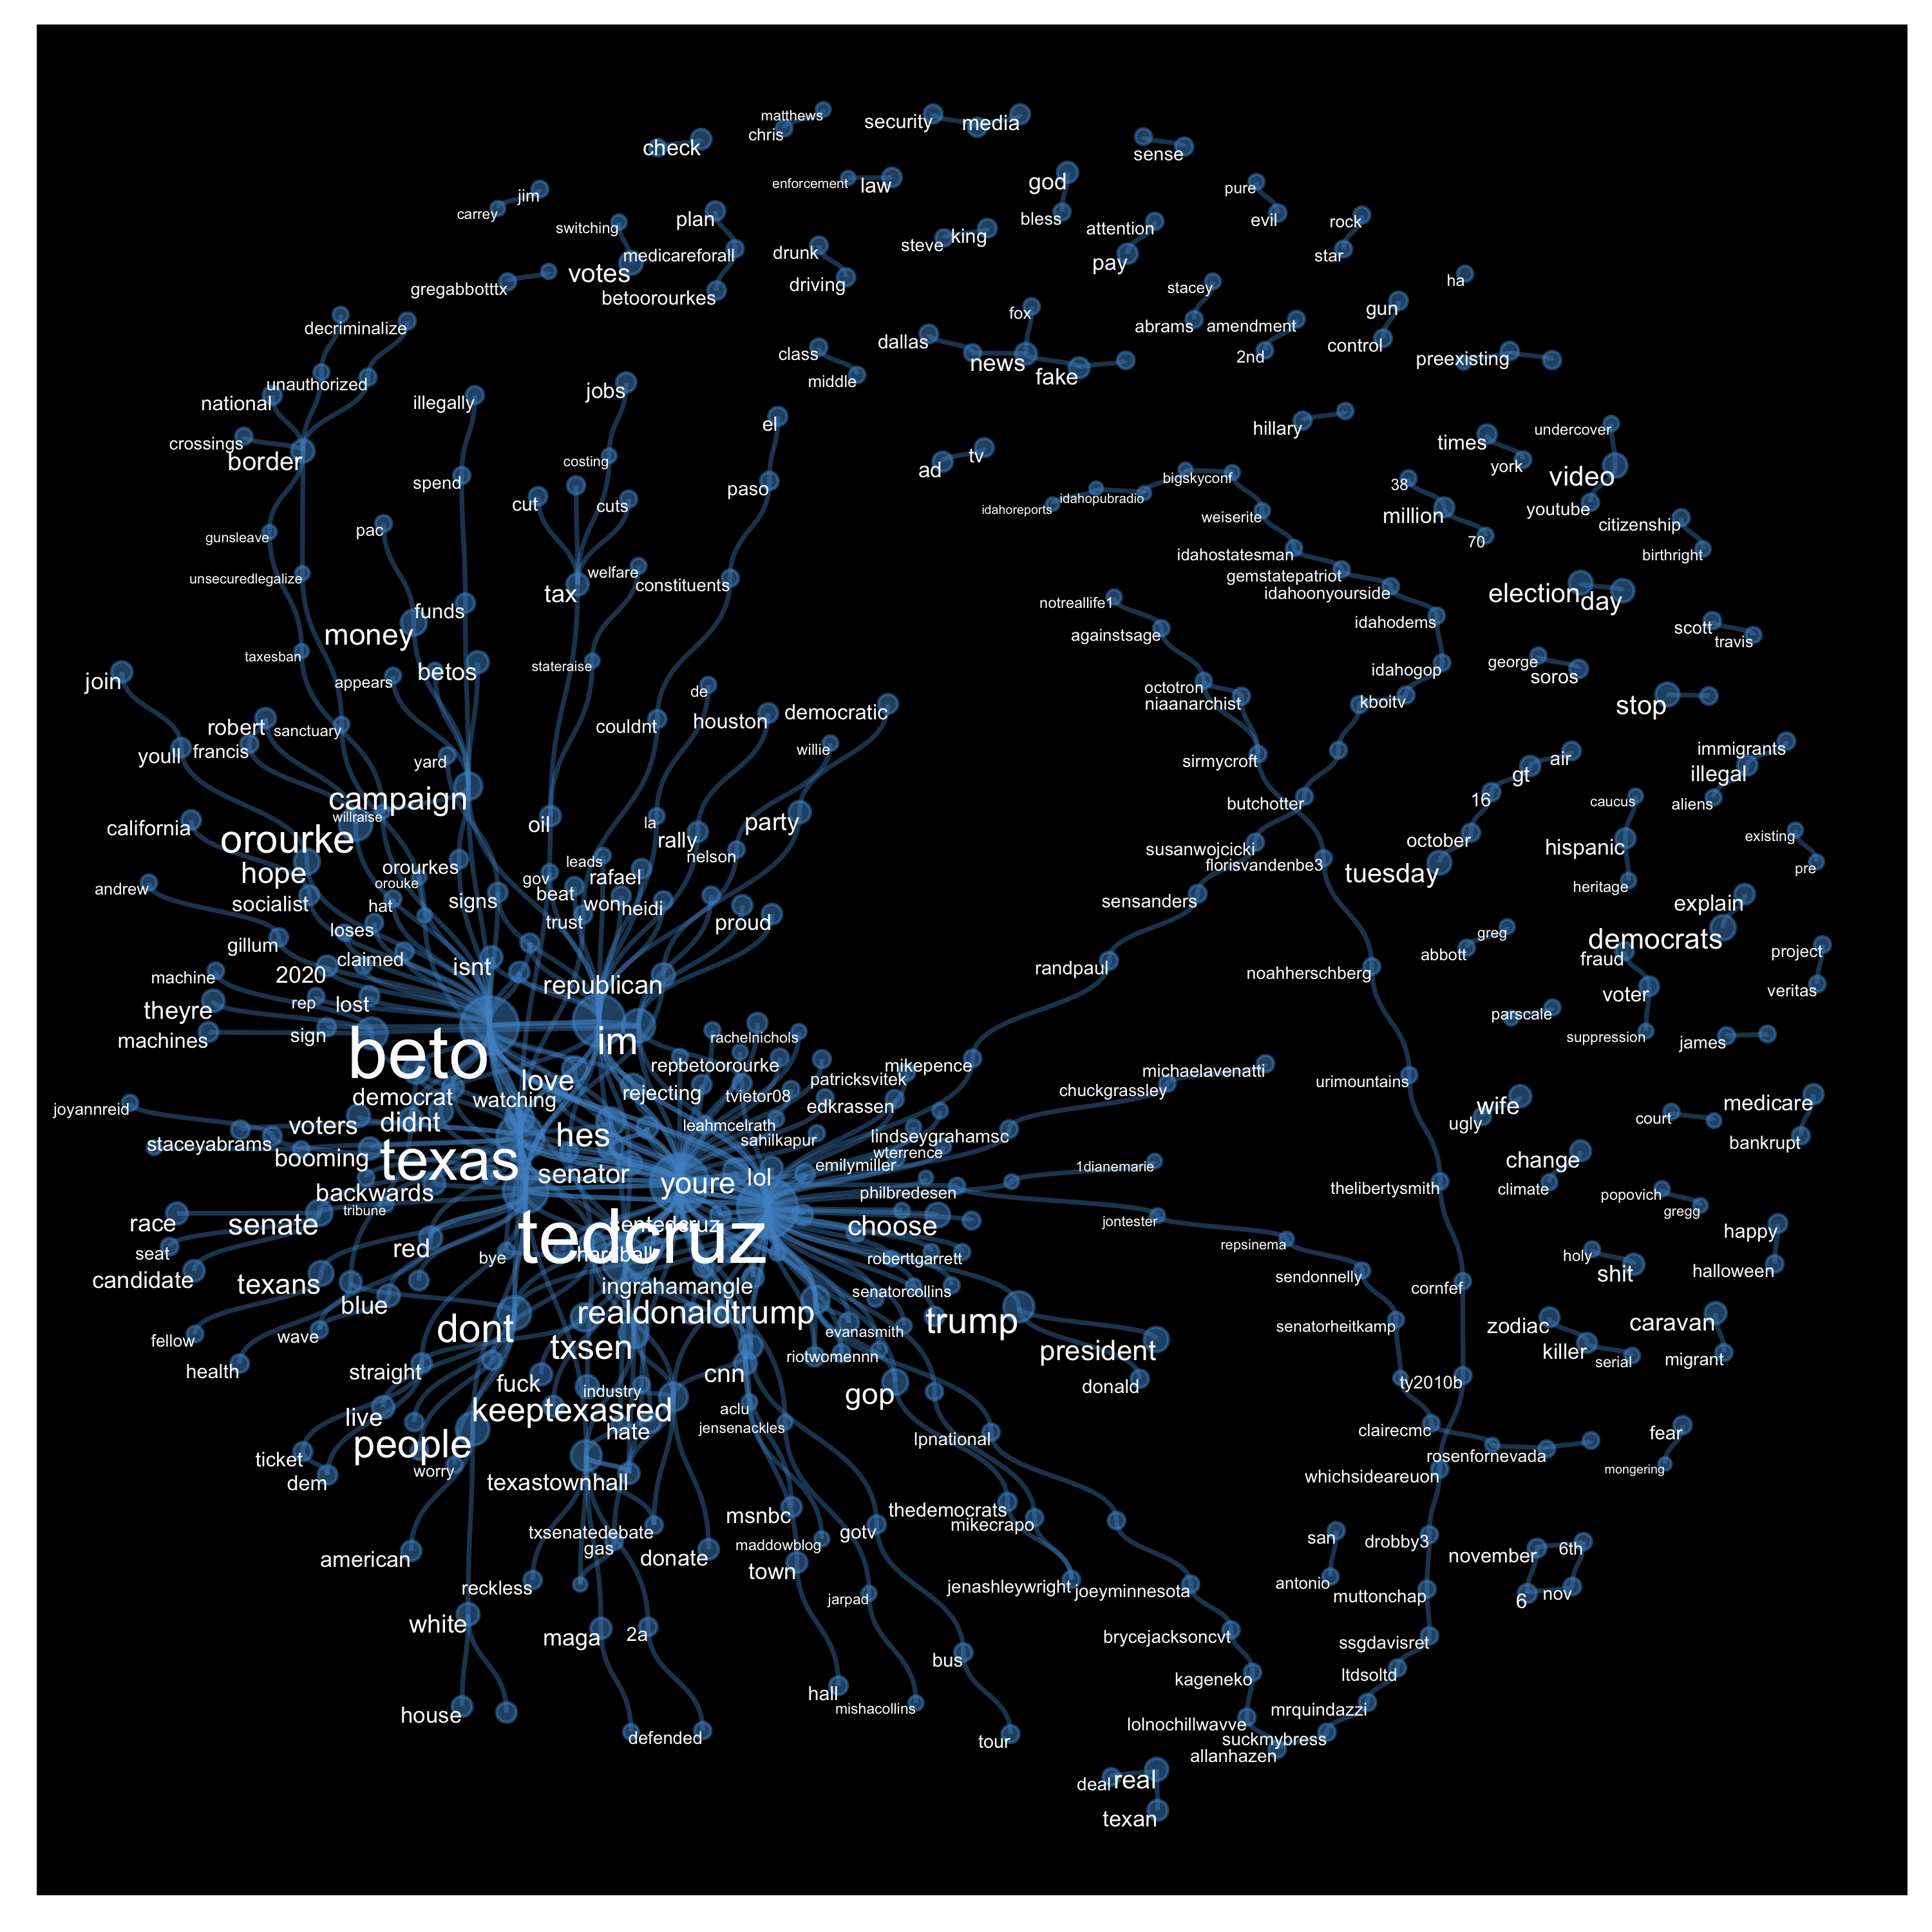 matthews
chris
security
media
check
sense
enforcement
law
god
pure
jim
carrey
bless
evil
plan
switching
attention
rock
steve
king
star
medicareforall
drunk
votes
pay
driving
gregabbotttx
betoorourkes
stacey
ha
fox
gun
decriminalize
abrams
amendment
dallas
control
class
2nd
preexisting
news
middle
fake
unauthorized
jobs
national
illegally
el
hillary
undercover
crossings
times
border
costing
tv
york
ad
video
bigskyconf
spend
38
paso
idahopubradio
cut
cuts
idahoreports
youtube
million
weiserite
citizenship
pac
gunsleave
70
birthright
idahostatesman
welfare
gemstatepatriot
unsecuredlegalize
constituents
tax
idahoonyourside
election
day
notreallife1
funds
idahodems
money
againstsage
scott
travis
taxesban
stateraise
george
idahogop
betos
soros
join
appears
octotron
de
kboitv
niaanarchist
stop
democratic
houston
robert
couldnt
sanctuary
immigrants
francis
willie
youll
yard
sirmycroft
air
gt
illegal
campaign
butchotter
16
caucus
aliens
willraise
oil
la
party
california
existing
orourke
rally
october
susanwojcicki
hispanic
nelson
leads
florisvandenbe3
orourkes
pre
hope
tuesday
rafael
gov
orouke
heritage
andrew
beat
signs
sensanders
socialist
hat
won
heidi
explain
trust
proud
loses
greg
democrats
gillum
abbott
project
claimed
fraud
isnt
randpaul
2020
noahherschberg
machine
republican
veritas
voter
rep
lost
theyre
parscale
sign
rachelnichols
suppression
machines
im
james
beto
repbetoorourke
mikepence
michaelavenatti
patricksvitek
love
urimountains
chuckgrassley
rejecting
democrat
tvietor08
watching
edkrassen
wife
medicare
joyannreid
court
ugly
voters
didnt
leahmcelrath
hes
lindseygrahamsc
sahilkapur
staceyabrams
bankrupt
wterrence
booming
texas
emilymiller
1dianemarie
change
senator
lol
youre
philbredesen
thelibertysmith
climate
popovich
backwards
tribune
gregg
race
senate
sentedcruz
choose
jontester
happy
tedcruz
red
repsinema
seat
bye
hardball
roberttgarrett
holy
shit
halloween
candidate
texans
ingrahamangle
sendonnelly
senatorcollins
cornfef
blue
realdonaldtrump
trump
caravan
zodiac
senatorheitkamp
dont
evanasmith
fellow
wave
txsen
president
riotwomennn
killer
migrant
serial
health
straight
cnn
fuck
ty2010b
donald
industry
gop
aclu
keeptexasred
live
jensenackles
clairecmc
hate
fear
lpnational
people
ticket
rosenfornevada
worry
mongering
whichsideareuon
dem
texastownhall
thedemocrats
msnbc
mikecrapo
txsenatedebate
gotv
san
drobby3
maddowblog
gas
november
6th
american
donate
town
antonio
reckless
jenashleywright
joeyminnesota
muttonchap
nov
jarpad
6
white
2a
maga
brycejacksoncvt
ssgdavisret
bus
kageneko
ltdsoltd
hall
mishacollins
mrquindazzi
house
lolnochillwavve
defended
suckmybress
tour
allanhazen
deal
real
texan